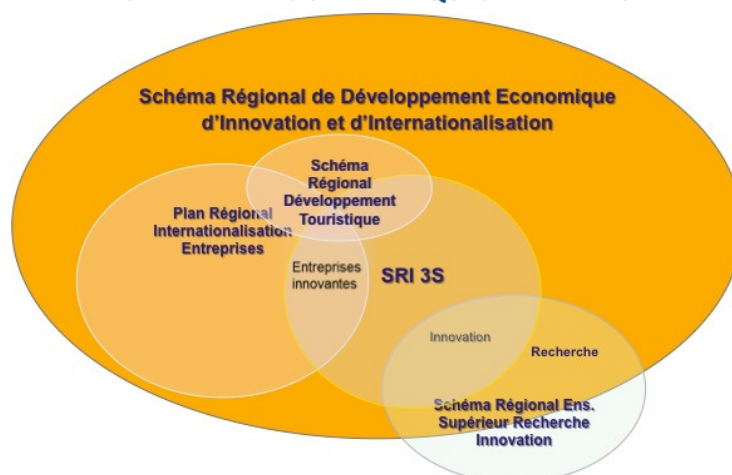 Schéma Régional de Développement Economique
d'Innovation et d'Internationalisation
Schéma
Régional
Développement
Touristique
Plan Régional
Internationalisation
Entreprises
Entreprises
innovantes
SRI 3S
Innovation
Recherche
Schéma Régional Ens.
Supérieur Recherche
Innovation